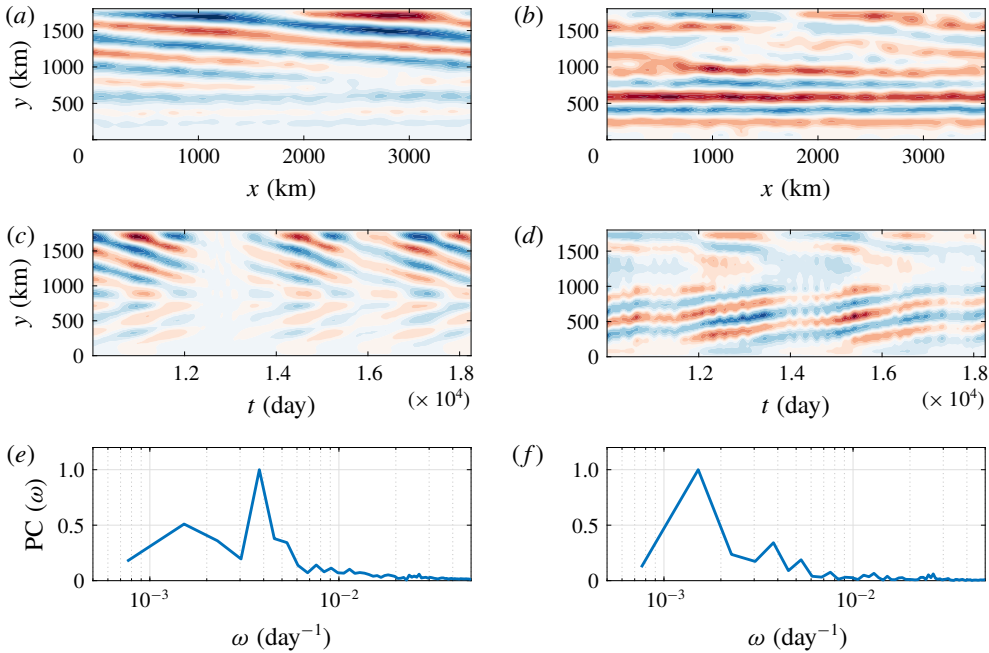 (a) (b)
1500 1500
1000 1000
500 500
0 1000 2000 3000 0 1000 2000 3000
y (km)
x (km) x (km)
(c) (d)
1500 1500
1000 1000
500 500
0 0
y (km)
1.2 1.4 1.6 1.8 1.2 1.4 1.6 1.8
t (day) (× 10⁴) t (day) (× 10⁴)
(e) (f)
1.0 1.0
0.5 0.5
0 0
PC (ω)
10⁻³ 10⁻² 10⁻³ 10⁻²
ω (day⁻¹) ω (day⁻¹)